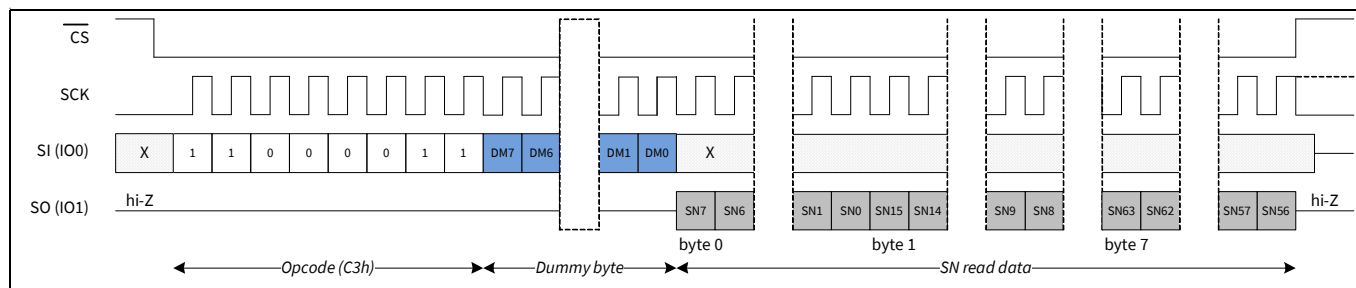 CS
SCK
SI (IO0) X 1 1 0 0 0 0 1 1 DM7 DM6 DM1 DM0 X
hi-Z
SO (IO1) SN7 SN6 SN1 SN0 SN15 SN14 SN9 SN8 SN63 SN62 SN57 SN56 hi-Z
byte 0 byte 1 byte 7
Opcode (C3h) Dummy byte SN read data